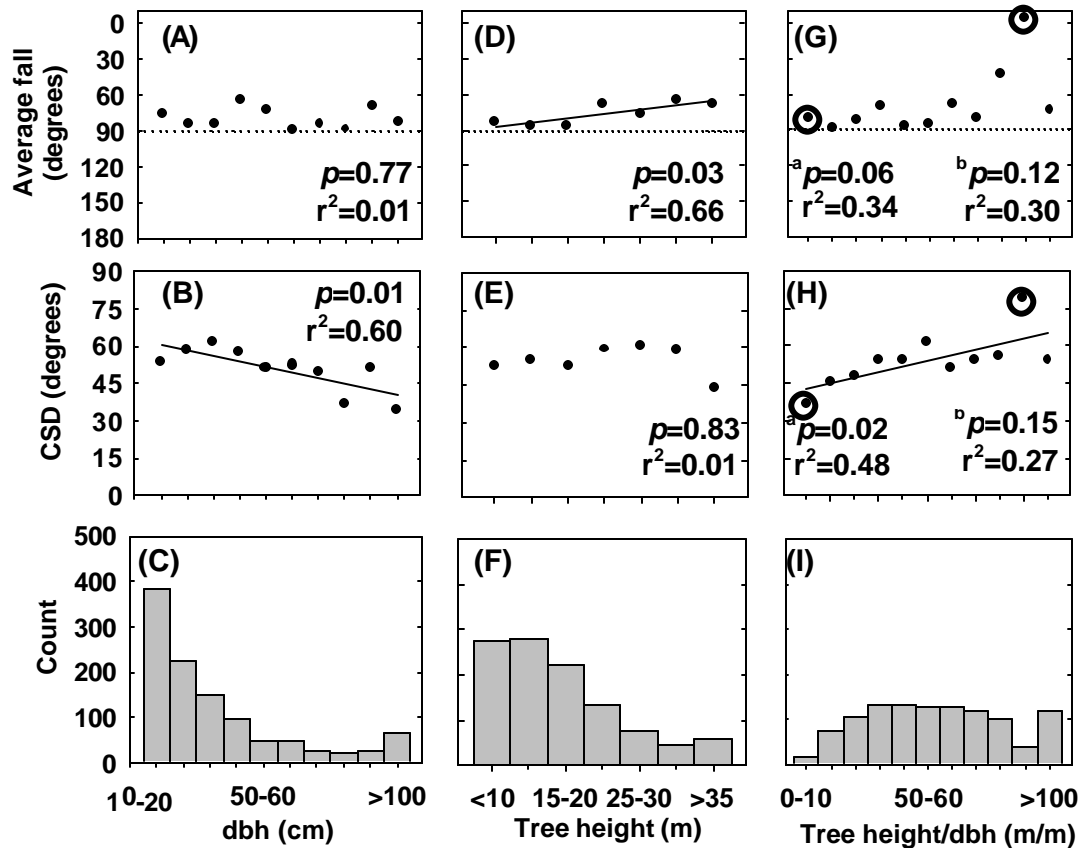 Average fall
(degrees)
0
30
60
90
120
150
180
(A)
p=0.77
r²=0.01
(D)
p=0.03
r²=0.66
(G)
ᵃp=0.06
r²=0.34
ᵇp=0.12
r²=0.30
CSD (degrees)
90
75
60
45
30
15
0
(B)
p=0.01
r²=0.60
(E)
p=0.83
r²=0.01
(H)
ᵃp=0.02
r²=0.48
ᵇp=0.15
r²=0.27
Count
500
400
300
200
100
0
(C)
10-20 50-60 >100
dbh (cm)
(F)
<10 15-20 25-30 >35
Tree height (m)
(I)
0-10 50-60 >100
Tree height/dbh (m/m)